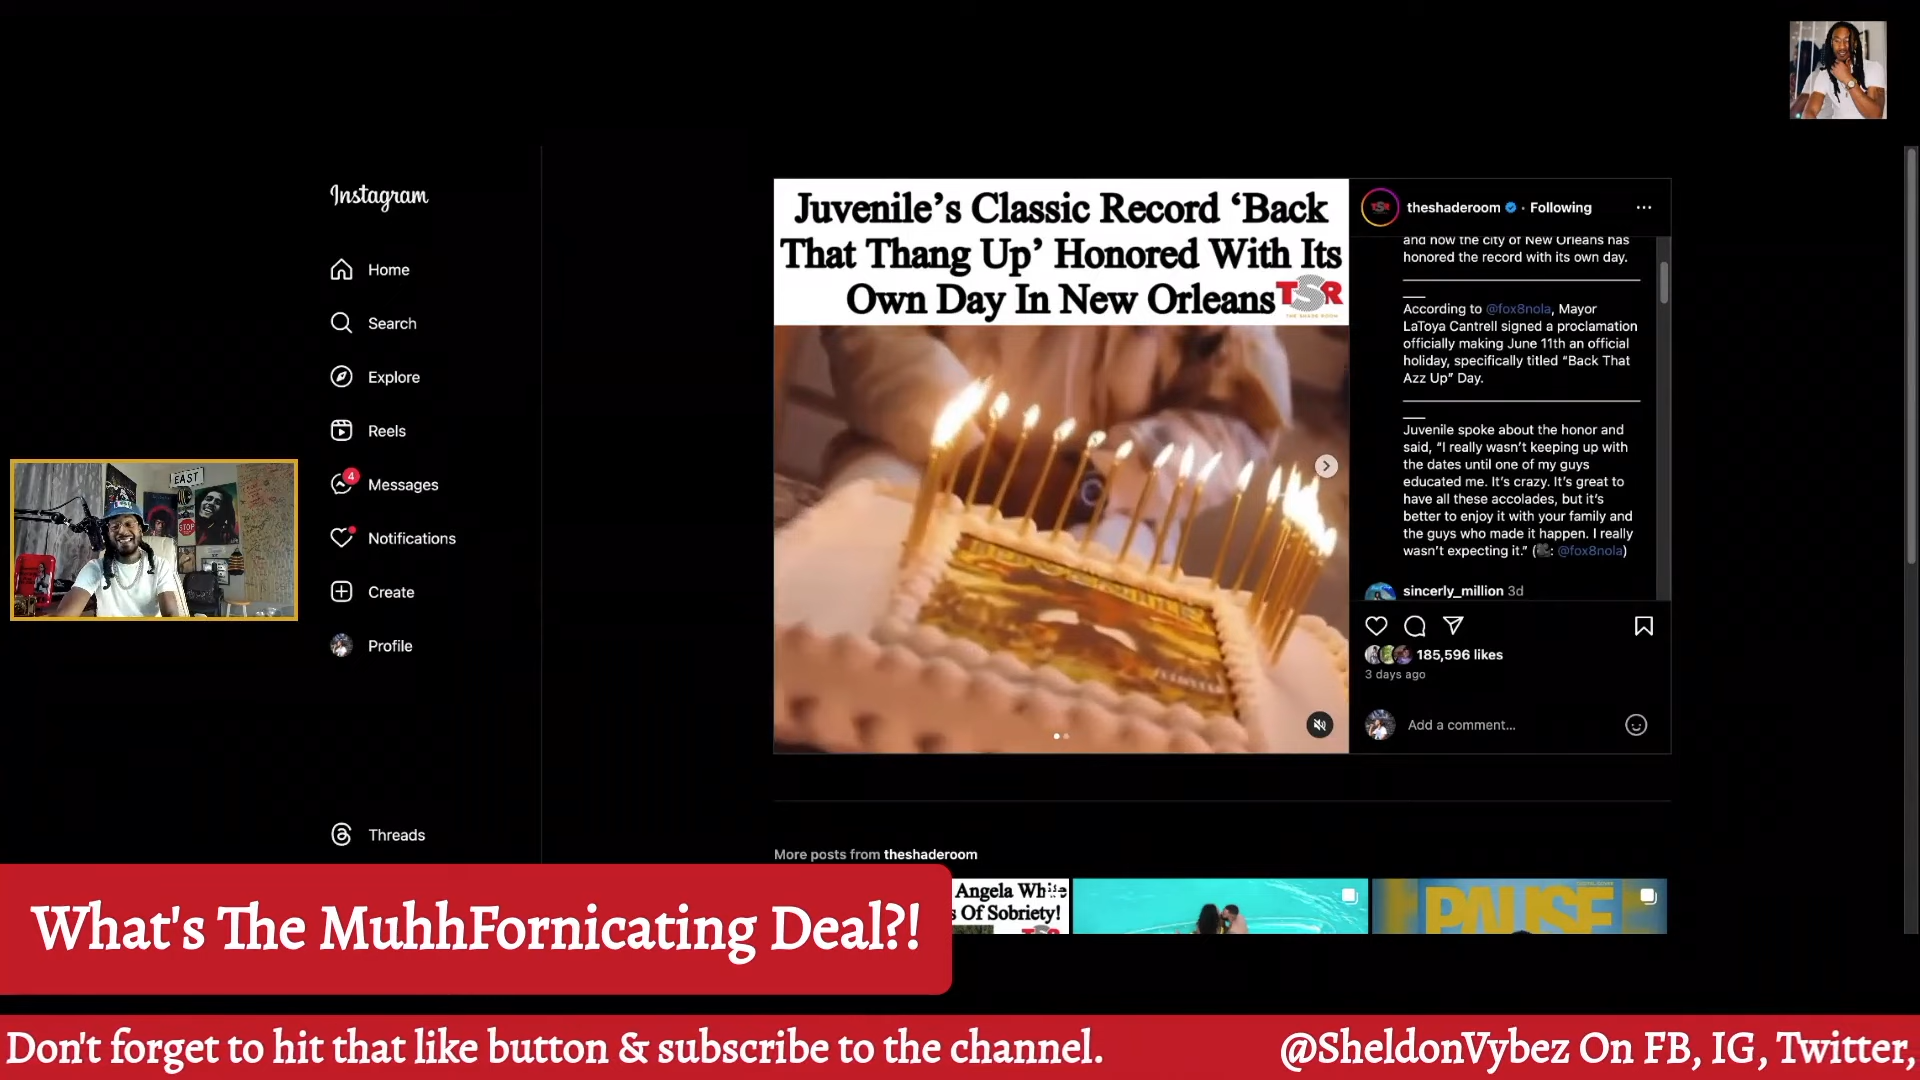 Instagram
Home
Search
Explore
Reels
4
Messages
Notifications
Create
Profile
Threads
EAST
STOP
Juvenile’s Classic Record ‘Back
That Thang Up’ Honored With Its
Own Day In New Orleans
TSR
THE SHADE ROOM
theshaderoom • Following
and now the city of New Orleans has
honored the record with its own day.
According to @fox8nola, Mayor
LaToya Cantrell signed a proclamation
officially making June 11th an official
holiday, specifically titled “Back That
Azz Up” Day.
Juvenile spoke about the honor and
said, “I really wasn’t keeping up with
the dates until one of my guys
educated me. It’s crazy. It’s great to
have all these accolades, but it’s
better to enjoy it with your family and
the guys who made it happen. I really
wasn’t expecting it.” (🎥: @fox8nola)
sincerly_million 3d
185,596 likes
3 days ago
Add a comment...
More posts from theshaderoom
Angela White
s Of Sobriety!
PAUSE
What's The MuhhFornicating Deal?!
Don't forget to hit that like button & subscribe to the channel.
@SheldonVybez On FB, IG, Twitter,